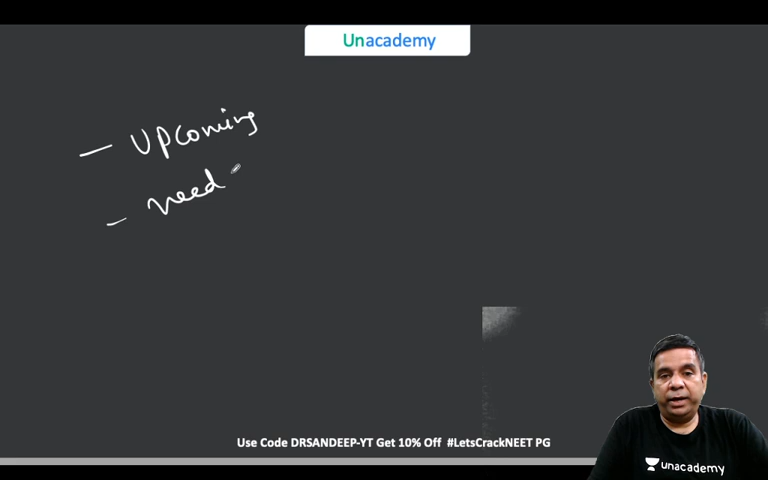 Unacademy
— Upcoming
— need
Use Code DRSANDEEP-YT Get 10% Off #LetsCrackNEET PG
unacademy